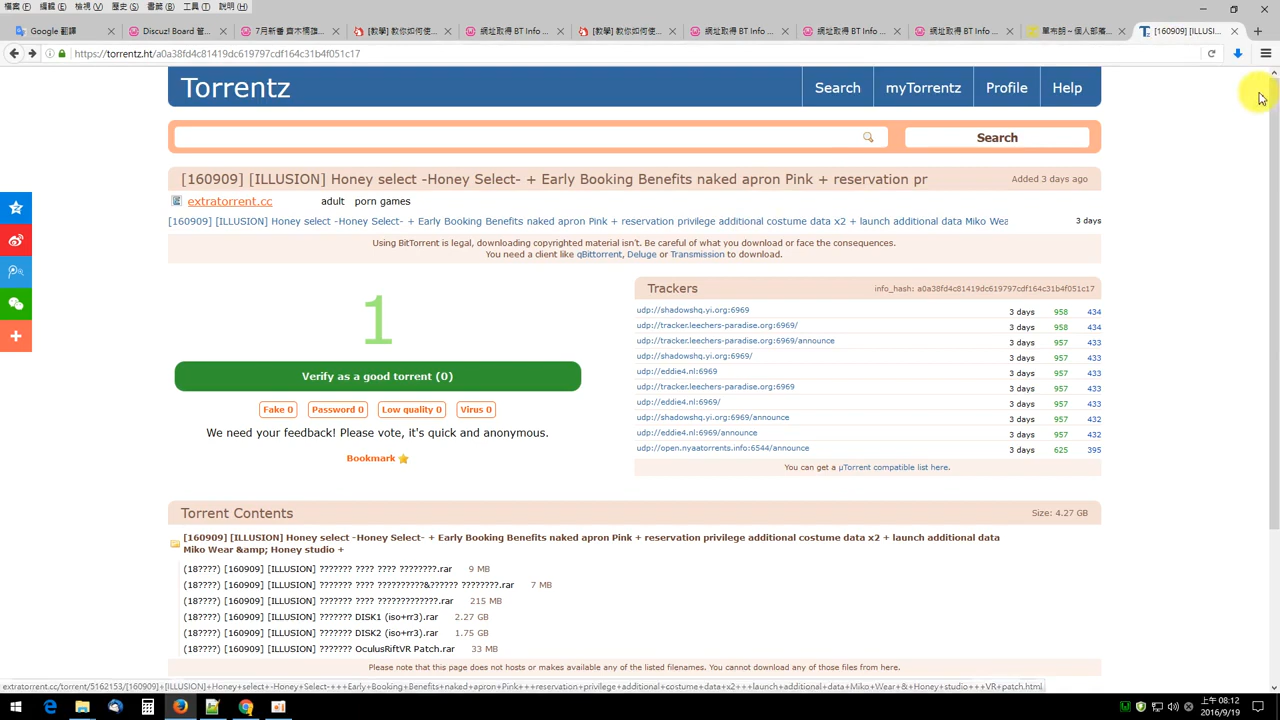 檔案(F) 編輯(E) 檢視(V) 歷史(S) 書籤(B) 工具(T) 說明(H)
Google 翻譯
Discuz! Board 管...
7月新番 齊木楠雄...
[教學] 教你如何使...
網址取得 BT Info ...
[教學] 教你如何使...
網址取得 BT Info ...
網址取得 BT Info ...
網址取得 BT Info ...
[160909] [ILLUSI...
https://torrentz.ht/a0a38fd4c81419dc619797cdf164c31b4f051c17
Torrentz
Search
myTorrentz
Profile
Help
Search
[160909] [ILLUSION] Honey select -Honey Select- + Early Booking Benefits naked apron Pink + reservation pr
Added 3 days ago
extratorrent.cc adult porn games
[160909] [ILLUSION] Honey select -Honey Select- + Early Booking Benefits naked apron Pink + reservation privilege additional costume data x2 + launch additional data Miko Wea
3 days
Using BitTorrent is legal, downloading copyrighted material isn't. Be careful of what you download or face the consequences.
You need a client like qBittorrent, Deluge or Transmission to download.
1
Verify as a good torrent (0)
Fake 0 Password 0 Low quality 0 Virus 0
We need your feedback! Please vote, it's quick and anonymous.
Bookmark
Trackers info_hash: a0a38fd4c81419dc619797cdf164c31b4f051c17
udp://shadowshq.yi.org:6969 3 days 958 434
udp://tracker.leechers-paradise.org:6969/ 3 days 958 434
udp://tracker.leechers-paradise.org:6969/announce 3 days 957 433
udp://shadowshq.yi.org:6969/ 3 days 957 433
udp://eddie4.nl:6969 3 days 957 433
udp://tracker.leechers-paradise.org:6969 3 days 957 433
udp://eddie4.nl:6969/ 3 days 957 433
udp://shadowshq.yi.org:6969/announce 3 days 957 432
udp://eddie4.nl:6969/announce 3 days 957 432
udp://open.nyaatorrents.info:6544/announce 3 days 625 395
You can get a µTorrent compatible list here.
Torrent Contents Size: 4.27 GB
[160909] [ILLUSION] Honey select -Honey Select- + Early Booking Benefits naked apron Pink + reservation privilege additional costume data x2 + launch additional data
Miko Wear &amp; Honey studio +
(18????) [160909] [ILLUSION] ??????? ???? ???? ????????.rar 9 MB
(18????) [160909] [ILLUSION] ??????? ???? ??????????&?????? ????????.rar 7 MB
(18????) [160909] [ILLUSION] ??????? ???? ?????????????.rar 215 MB
(18????) [160909] [ILLUSION] ??????? DISK1 (iso+rr3).rar 2.27 GB
(18????) [160909] [ILLUSION] ??????? DISK2 (iso+rr3).rar 1.75 GB
(18????) [160909] [ILLUSION] ??????? OculusRiftVR Patch.rar 33 MB
Please note that this page does not hosts or makes available any of the listed filenames. You cannot download any of those files from here.
extratorrent.cc/torrent/5162153/[160909]+[ILLUSION]+Honey+select+-Honey+Select-+++Early+Booking+Benefits+naked+apron+Pink+++reservation+privilege+additional+costume+data+x2+++launch+additional+data+Miko+Wear+&+Honey+studio+++VR+patch.html
上午 08:12
2016/9/19